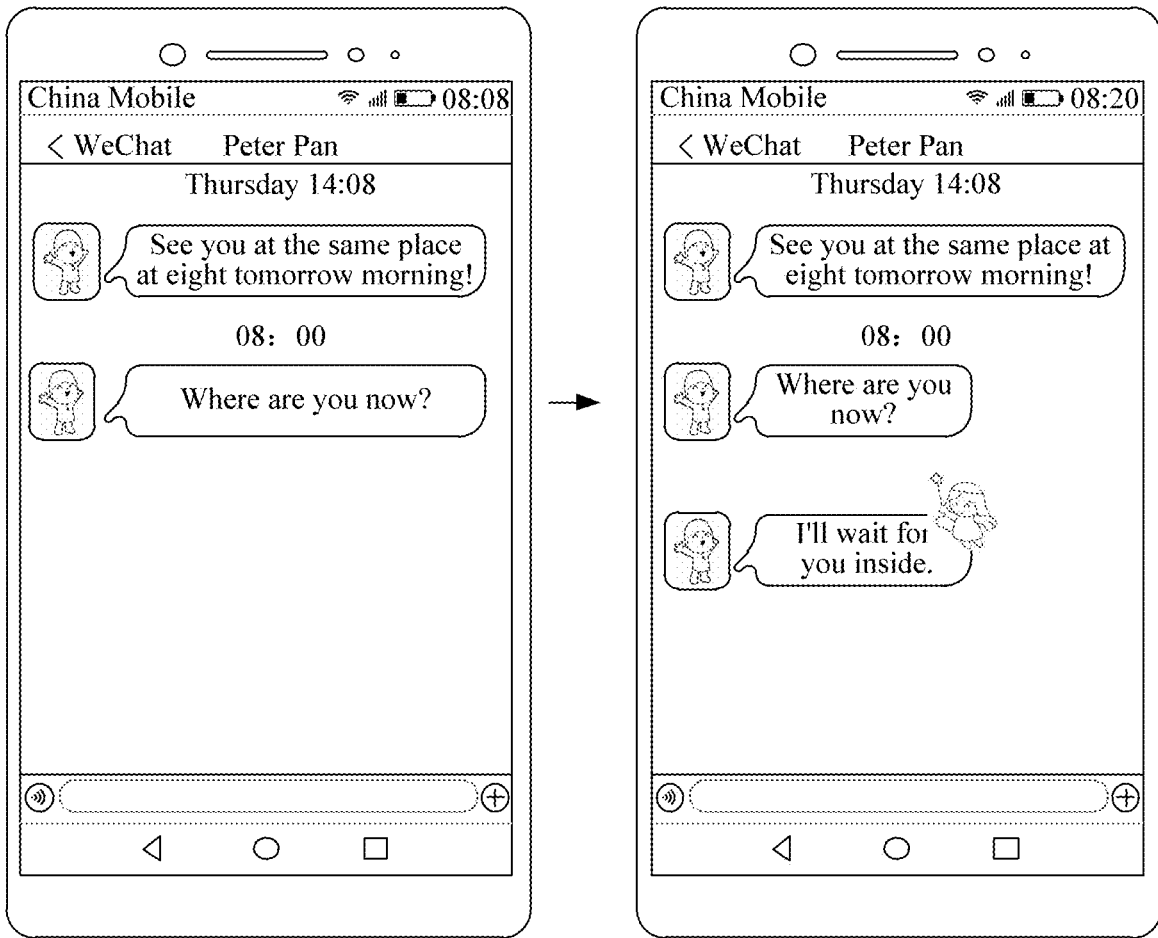 China Mobile 08:08
< WeChat Peter Pan
Thursday 14:08
See you at the same place
at eight tomorrow morning!
08： 00
Where are you now?
China Mobile 08:20
< WeChat Peter Pan
Thursday 14:08
See you at the same place at
eight tomorrow morning!
08： 00
Where are you
now?
I'll wait for
you inside.